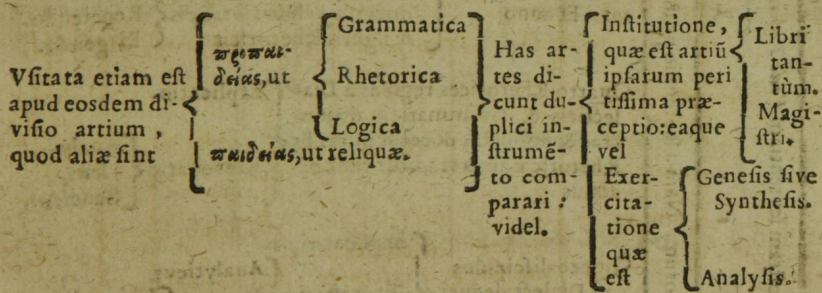 Vſitata etiam eſt
apud eosdem di-
viſio artium ,
quod aliæ ſint
προπαι-
δείας,ut
Grammatica
Rhetorica
Logica
παιδείας,ut reliquæ.
Has ar-
tes di-
cunt du-
plici in-
ſtrumē-
to com-
parari :
videl.
Inſtitutione,
quæ eſt artiū
ipſarum peri
tiſſima præ-
ceptio:eaque
vel
Libri
tan-
tùm.
Magi-
ſtri.
Exer-
cita-
tione
quæ
eſt
Geneſis ſive
Syntheſis.
Analyſis.